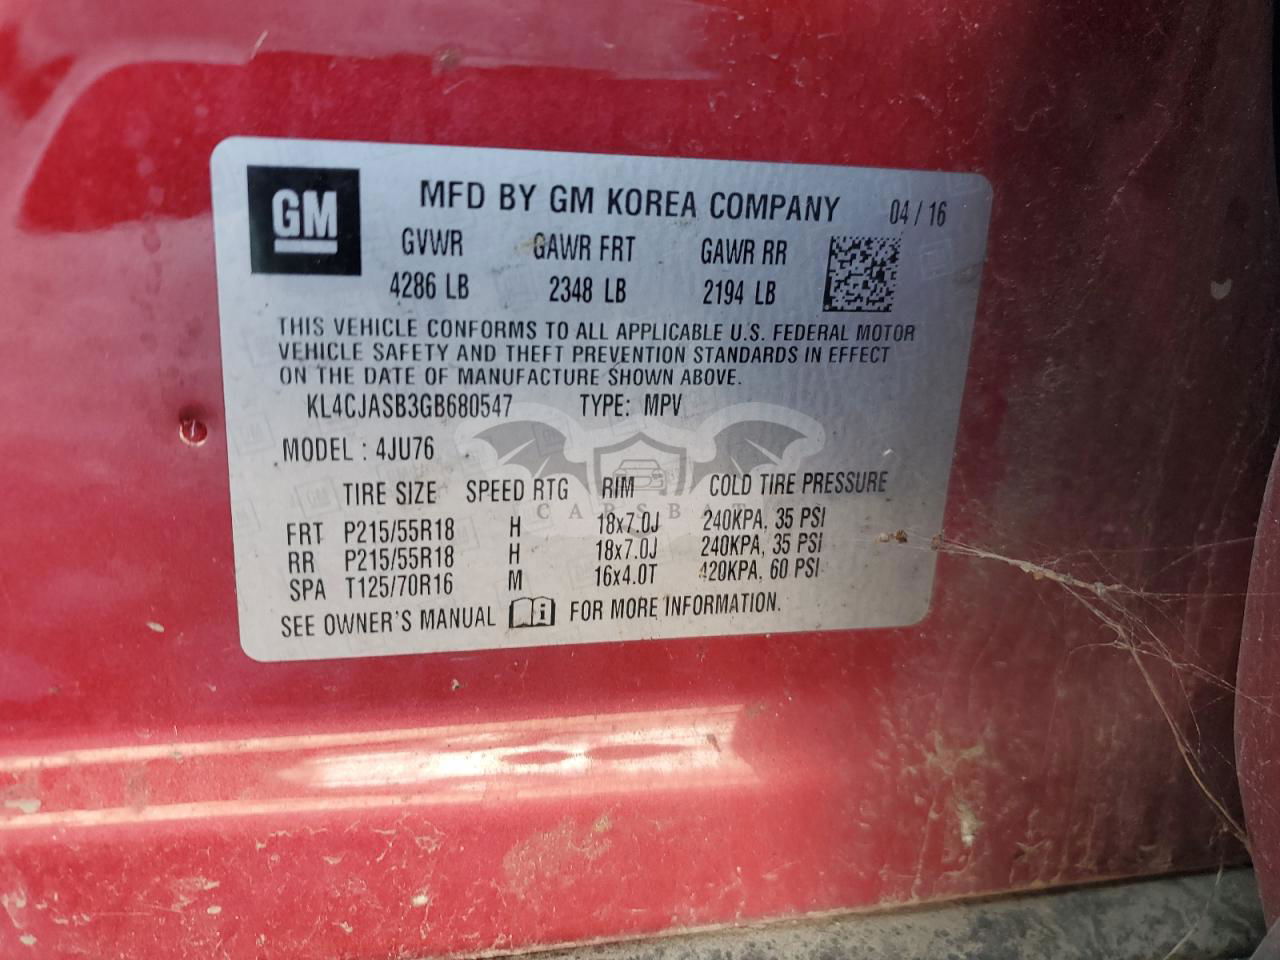 GM
MFD BY GM KOREA COMPANY 04 / 16
GVWR GAWR FRT GAWR RR
4286 LB 2348 LB 2194 LB
THIS VEHICLE CONFORMS TO ALL APPLICABLE U.S. FEDERAL MOTOR
VEHICLE SAFETY AND THEFT PREVENTION STANDARDS IN EFFECT
ON THE DATE OF MANUFACTURE SHOWN ABOVE.
KL4CJASB3GB680547 TYPE: MPV
MODEL : 4JU76
TIRE SIZE SPEED RTG RIM COLD TIRE PRESSURE
CARSBAT
FRT P215/55R18 H 18x7.0J 240KPA, 35 PSI
RR P215/55R18 H 18x7.0J 240KPA, 35 PSI
SPA T125/70R16 M 16x4.0T 420KPA, 60 PSI
SEE OWNER'S MANUAL i FOR MORE INFORMATION.